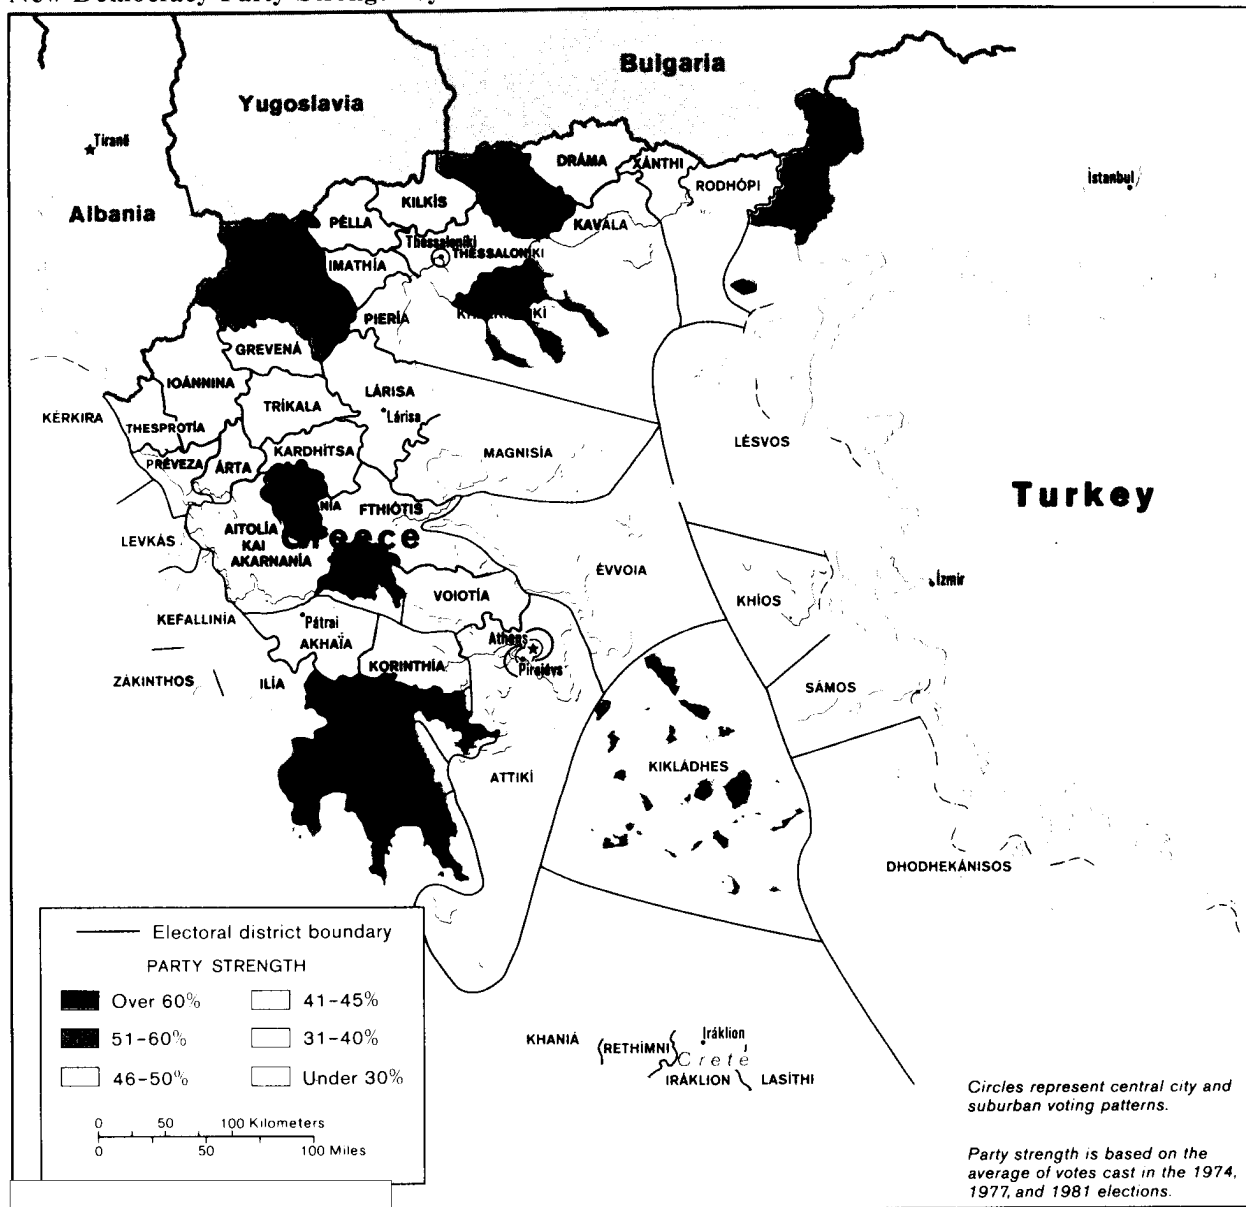 New Democracy Party
Bulgaria
Yugoslavia
Tiranë
DRÁMA
XÁNTHI
RODHÓPI
İstanbul
Albania
KILKÍS
PÉLLA
KAVÁLA
Thessaloníki
THESSALONÍKI
IMATHÍA
PIERÍA
GREVENÁ
IOÁNNINA
LÁRISA
TRÍKALA
Lárisa
KÉRKIRA
THESPROTÍA
LÉSVOS
KARDHÍTSA
MAGNISÍA
PRÉVEZA
ÁRTA
Turkey
NÍA
FTHIÓTIS
AITOLÍA
KAI
AKARNANÍA
Greece
LEVKÁS
ÉVVOIA
İzmir
VOIOTÍA
KHÍOS
KEFALLINÍA
Pátrai
AKHAÏA
Athens
KORINTHÍA
Piraiévs
ZÁKINTHOS
ILÍA
SÁMOS
KIKLÁDHES
ATTIKÍ
DHODHEKÁNISOS
Electoral district boundary
PARTY STRENGTH
Over 60%
41-45%
51-60%
31-40%
46-50%
Under 30%
0 50 100 Kilometers
0 50 100 Miles
KHANIÁ
RETHÍMNI
Iráklion
Crete
IRÁKLION
LASÍTHI
Circles represent central city and
suburban voting patterns.
Party strength is based on the
average of votes cast in the 1974,
1977, and 1981 elections.